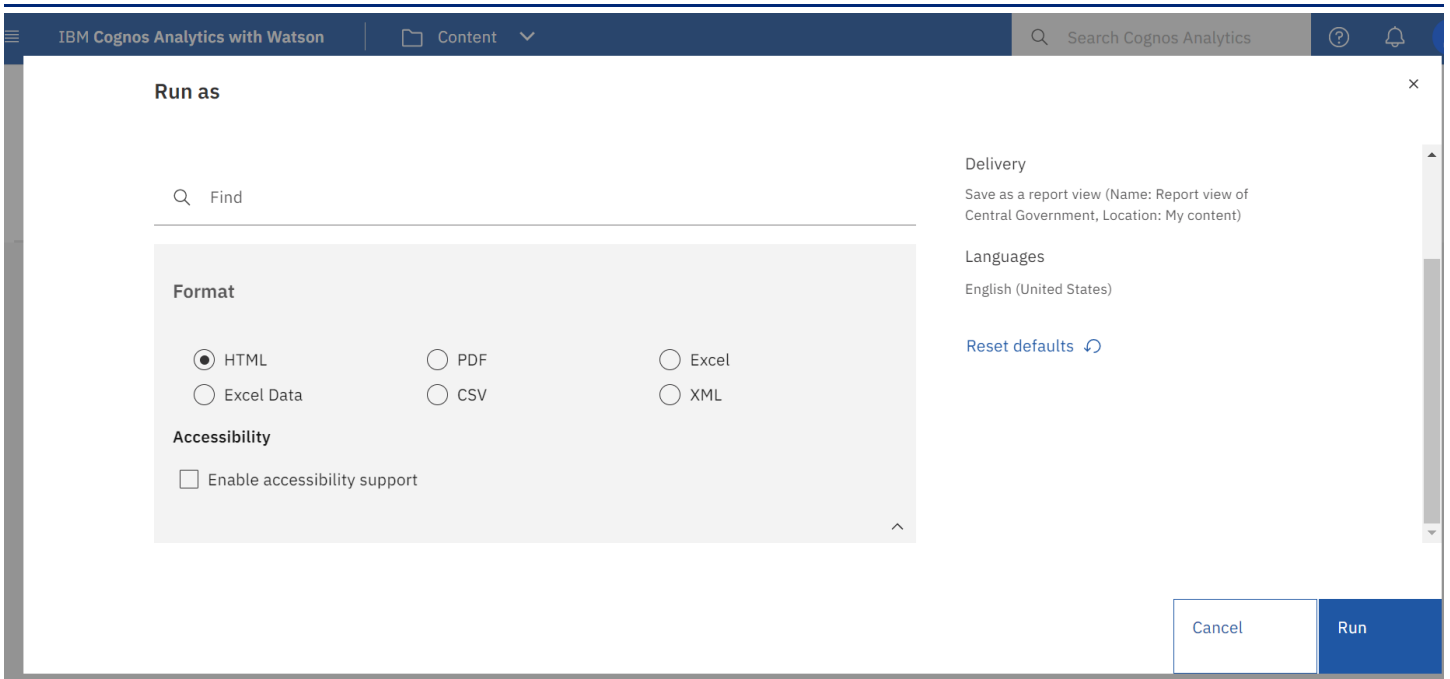 IBM Cognos Analytics with Watson
Content
Search Cognos Analytics
Run as
Find
Format
HTML
PDF
Excel
Excel Data
CSV
XML
Accessibility
Enable accessibility support
Delivery
Save as a report view (Name: Report view of
Central Government, Location: My content)
Languages
English (United States)
Reset defaults
Cancel
Run